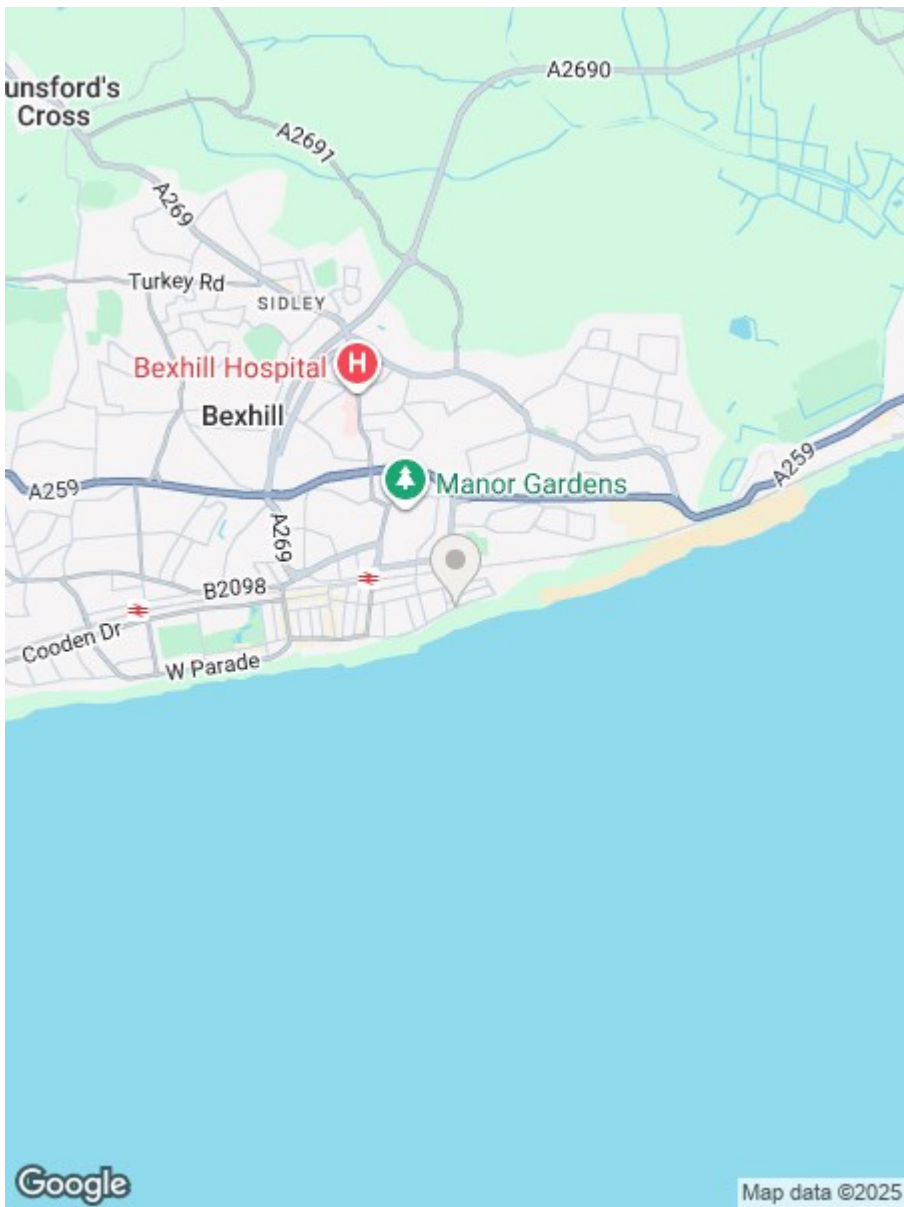 A2690
unsford's
Cross
A2691
A269
Turkey Rd
SIDLEY
Bexhill Hospital
H
Bexhill
A259
A259
Manor Gardens
A269
B2098
Cooden Dr
W Parade
Google
Map data ©2025